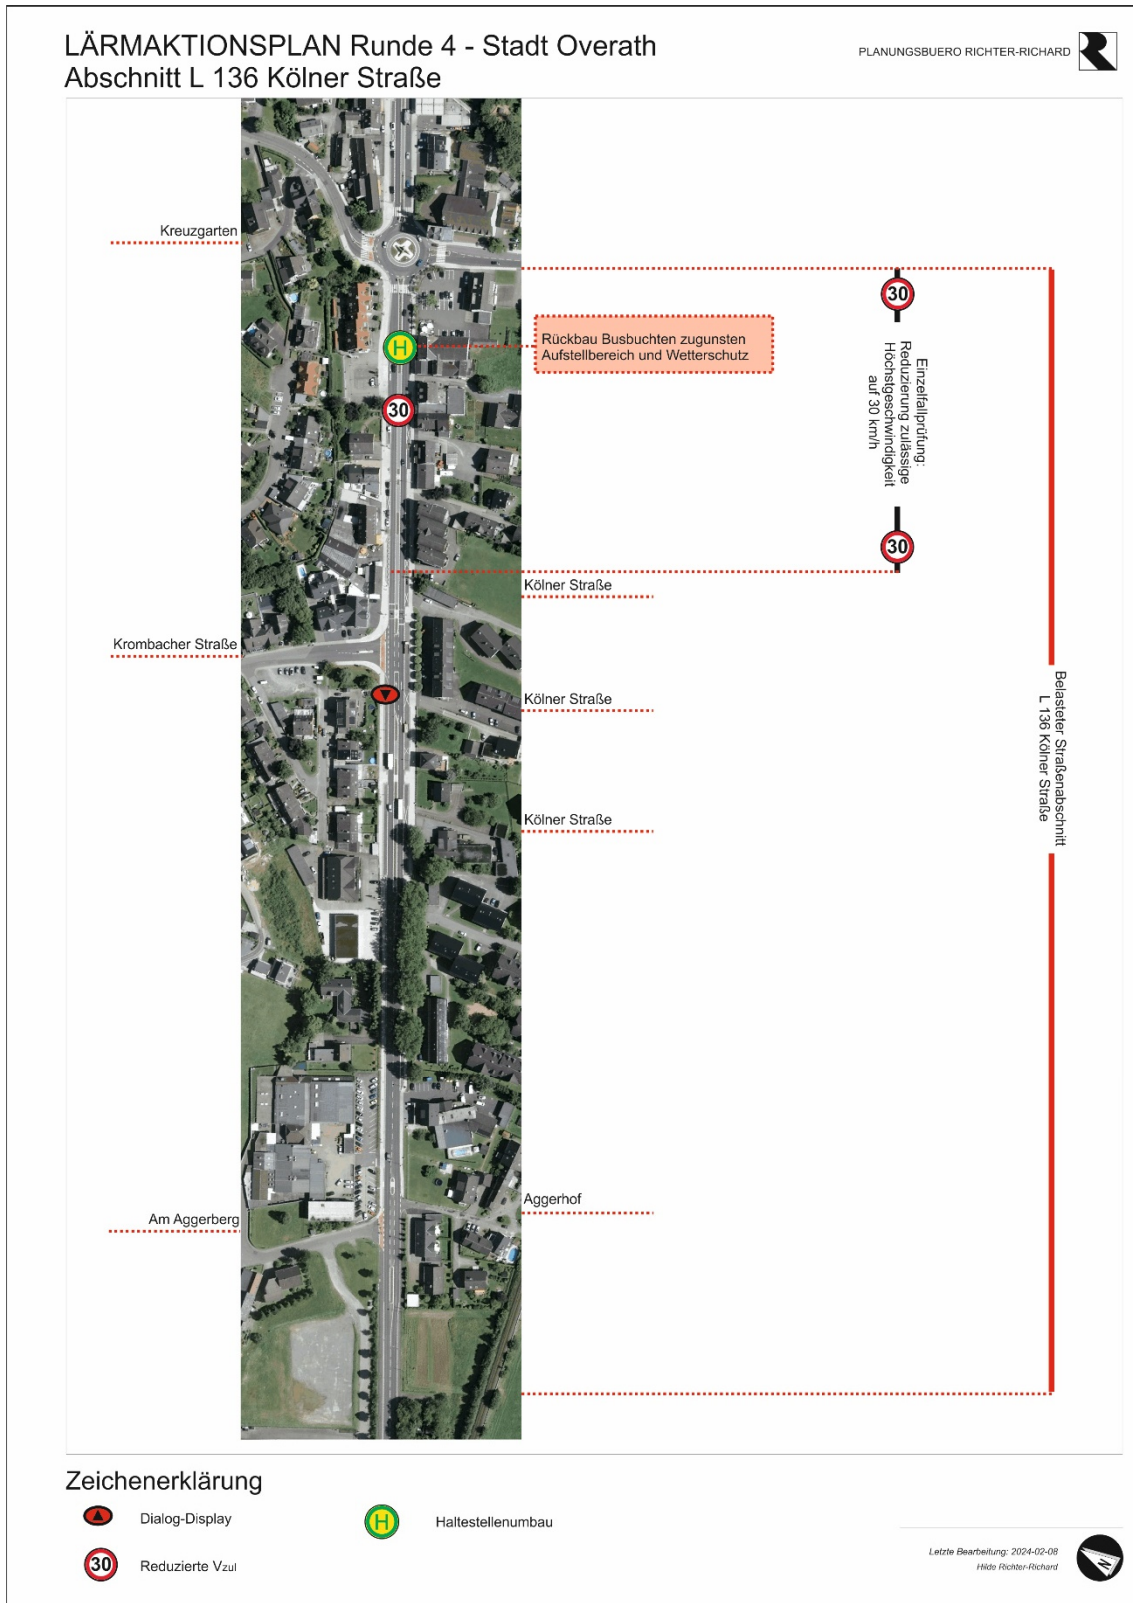 LÄRMAKTIONSPLAN Runde 4 - Stadt Overath
Abschnitt L 136 Kölner Straße
PLANUNGSBUERO RICHTER-RICHARD
Kreuzgarten
30
H
Rückbau Busbuchten zugunsten
Aufstellbereich und Wetterschutz
30
Einzelfallprüfung:
Reduzierung zulässige
Höchstgeschwindigkeit
auf 30 km/h
30
Kölner Straße
Krombacher Straße
Kölner Straße
Belasteter Straßenabschnitt
L 136 Kölner Straße
Kölner Straße
Aggerhof
Am Aggerberg
Zeichenerklärung
Dialog-Display
H
Haltestellenumbau
30
Reduzierte Vzul
Letzte Bearbeitung: 2024-02-08
Hilde Richter-Richard
N